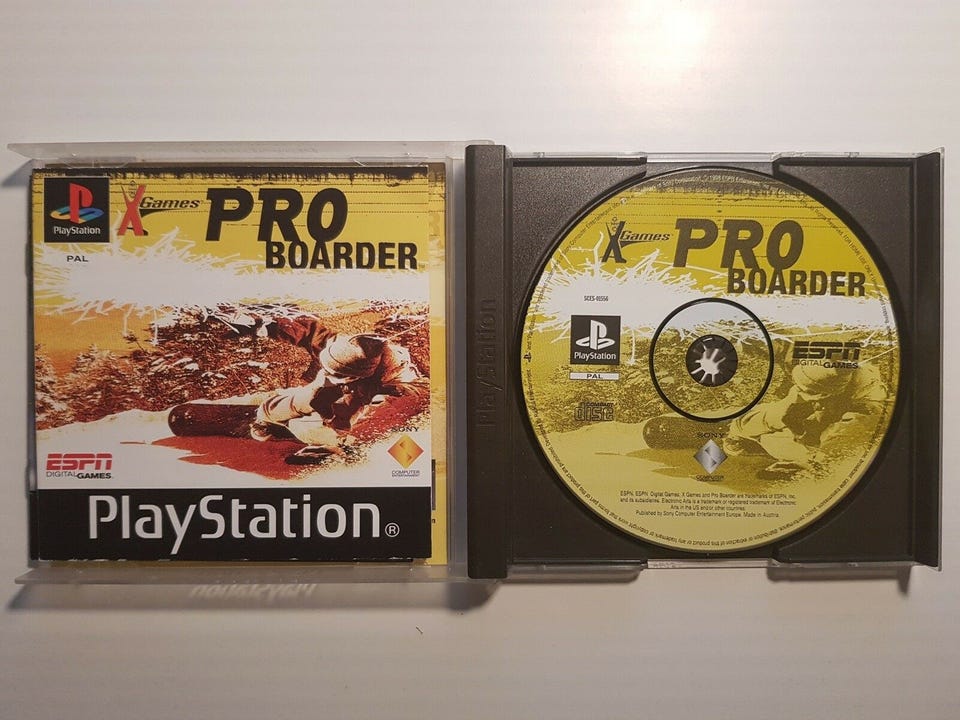 PlayStation
PAL
X Games
PRO
BOARDER
ESPN
DIGITAL GAMES
SONY
COMPUTER
ENTERTAINMENT
PlayStation®
PlayStation
X Games
PRO
BOARDER
SCES-01556
PlayStation
PAL
ESPN
DIGITAL GAMES
COMPACT
disc
SONY
COMPUTER
ESPN, ESPN Digital Games, X Games and Pro Boarder are trademarks of ESPN, Inc.
and its subsidiaries. Electronic Arts is a trademark or registered trademark of Electronic
Arts in the US and/or other countries.
Published by Sony Computer Entertainment Europe. Made in Austria.